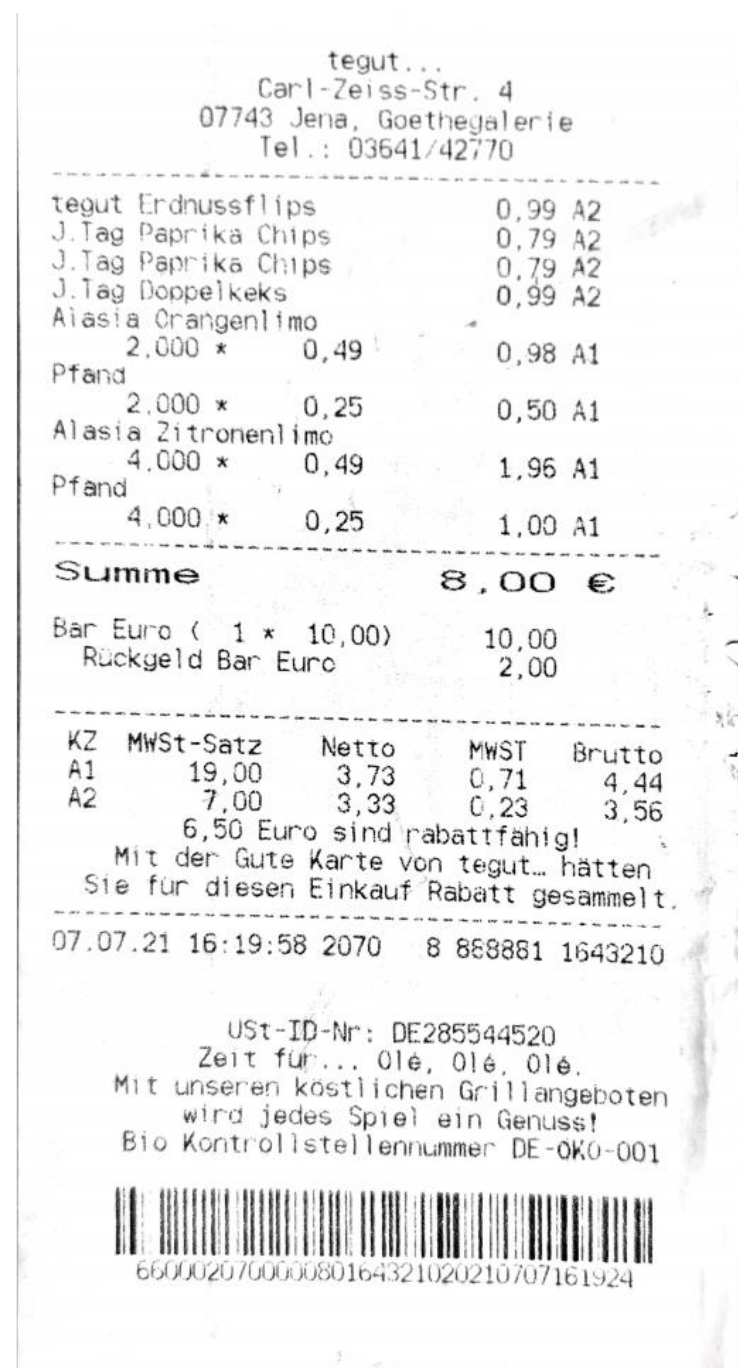 tegut...
Carl-Zeiss-Str. 4
07743 Jena, Goethegalerie
Tel.: 03641/42770
tegut Erdnussflips 0,99 A2
J.Tag Paprika Chips 0,79 A2
J.Tag Paprika Chips 0,79 A2
J.Tag Doppelkeks 0,99 A2
Alasia Orangenlimo
2,000 * 0,49 0,98 A1
Pfand
2,000 * 0,25 0,50 A1
Alasia Zitronenlimo
4,000 * 0,49 1,96 A1
Pfand
4,000 * 0,25 1,00 A1
Summe 8,00 €
Bar Euro ( 1 * 10,00) 10,00
Rückgeld Bar Euro 2,00
KZ MWSt-Satz Netto MWST Brutto
A1 19,00 3,73 0,71 4,44
A2 7,00 3,33 0,23 3,56
6,50 Euro sind rabattfähig!
Mit der Gute Karte von tegut… hätten
Sie für diesen Einkauf Rabatt gesammelt.
07.07.21 16:19:58 2070 8 888881 1643210
USt-ID-Nr: DE285544520
Zeit für... Olé, Olé, Olé.
Mit unseren köstlichen Grillangeboten
wird jedes Spiel ein Genuss!
Bio Kontrollstellennummer DE-ÖKO-001
660002070000080164321020210707161924